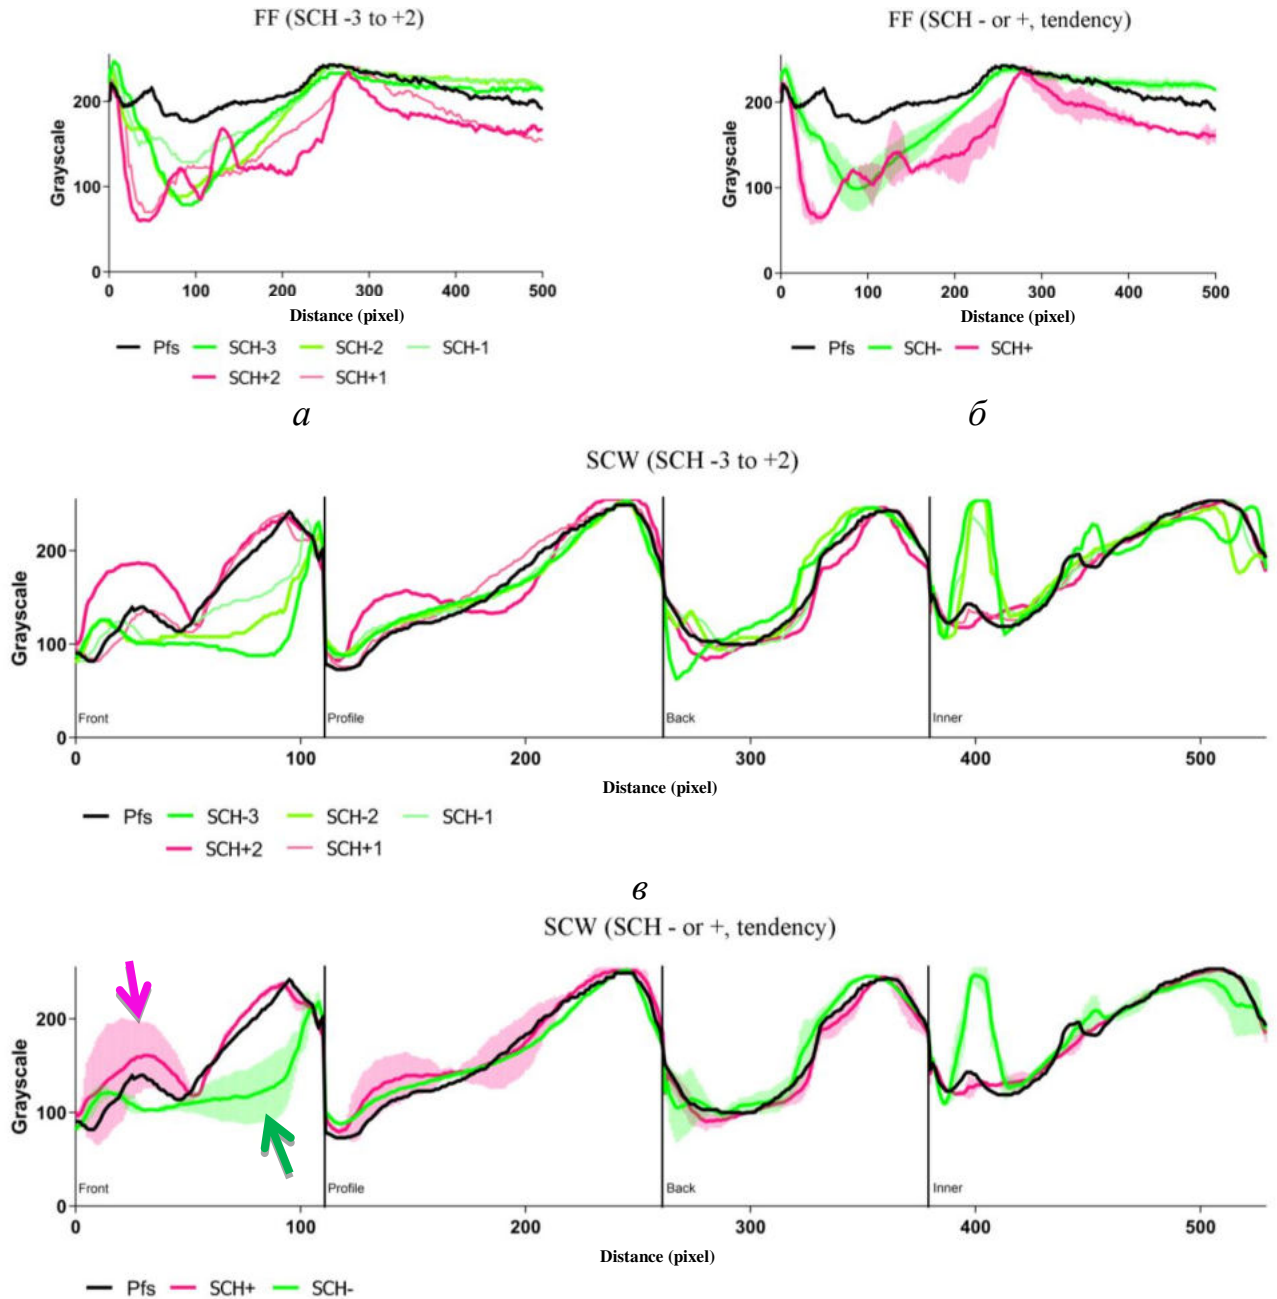 FF (SCH -3 to +2)
Grayscale
200
100
0
0 100 200 300 400 500
Distance (pixel)
Pfs SCH-3 SCH-2 SCH-1
SCH+2 SCH+1
а
FF (SCH - or +, tendency)
Grayscale
200
100
0
0 100 200 300 400 500
Distance (pixel)
Pfs SCH- SCH+
б
SCW (SCH -3 to +2)
Grayscale
200
100
0
Front Profile Back Inner
0 100 200 300 400 500
Distance (pixel)
Pfs SCH-3 SCH-2 SCH-1
SCH+2 SCH+1
в
SCW (SCH - or +, tendency)
Grayscale
200
100
0
Front Profile Back Inner
0 100 200 300 400 500
Distance (pixel)
Pfs SCH+ SCH-